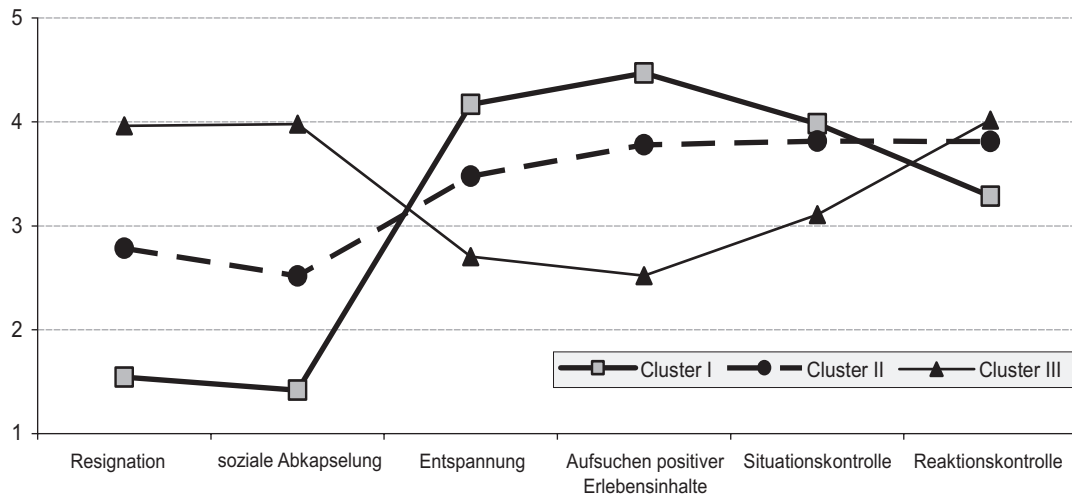 5
4
3
2
1
Cluster I Cluster II Cluster III
Resignation soziale Abkapselung Entspannung Aufsuchen positiver Situationskontrolle Reaktionskontrolle
Erlebensinhalte